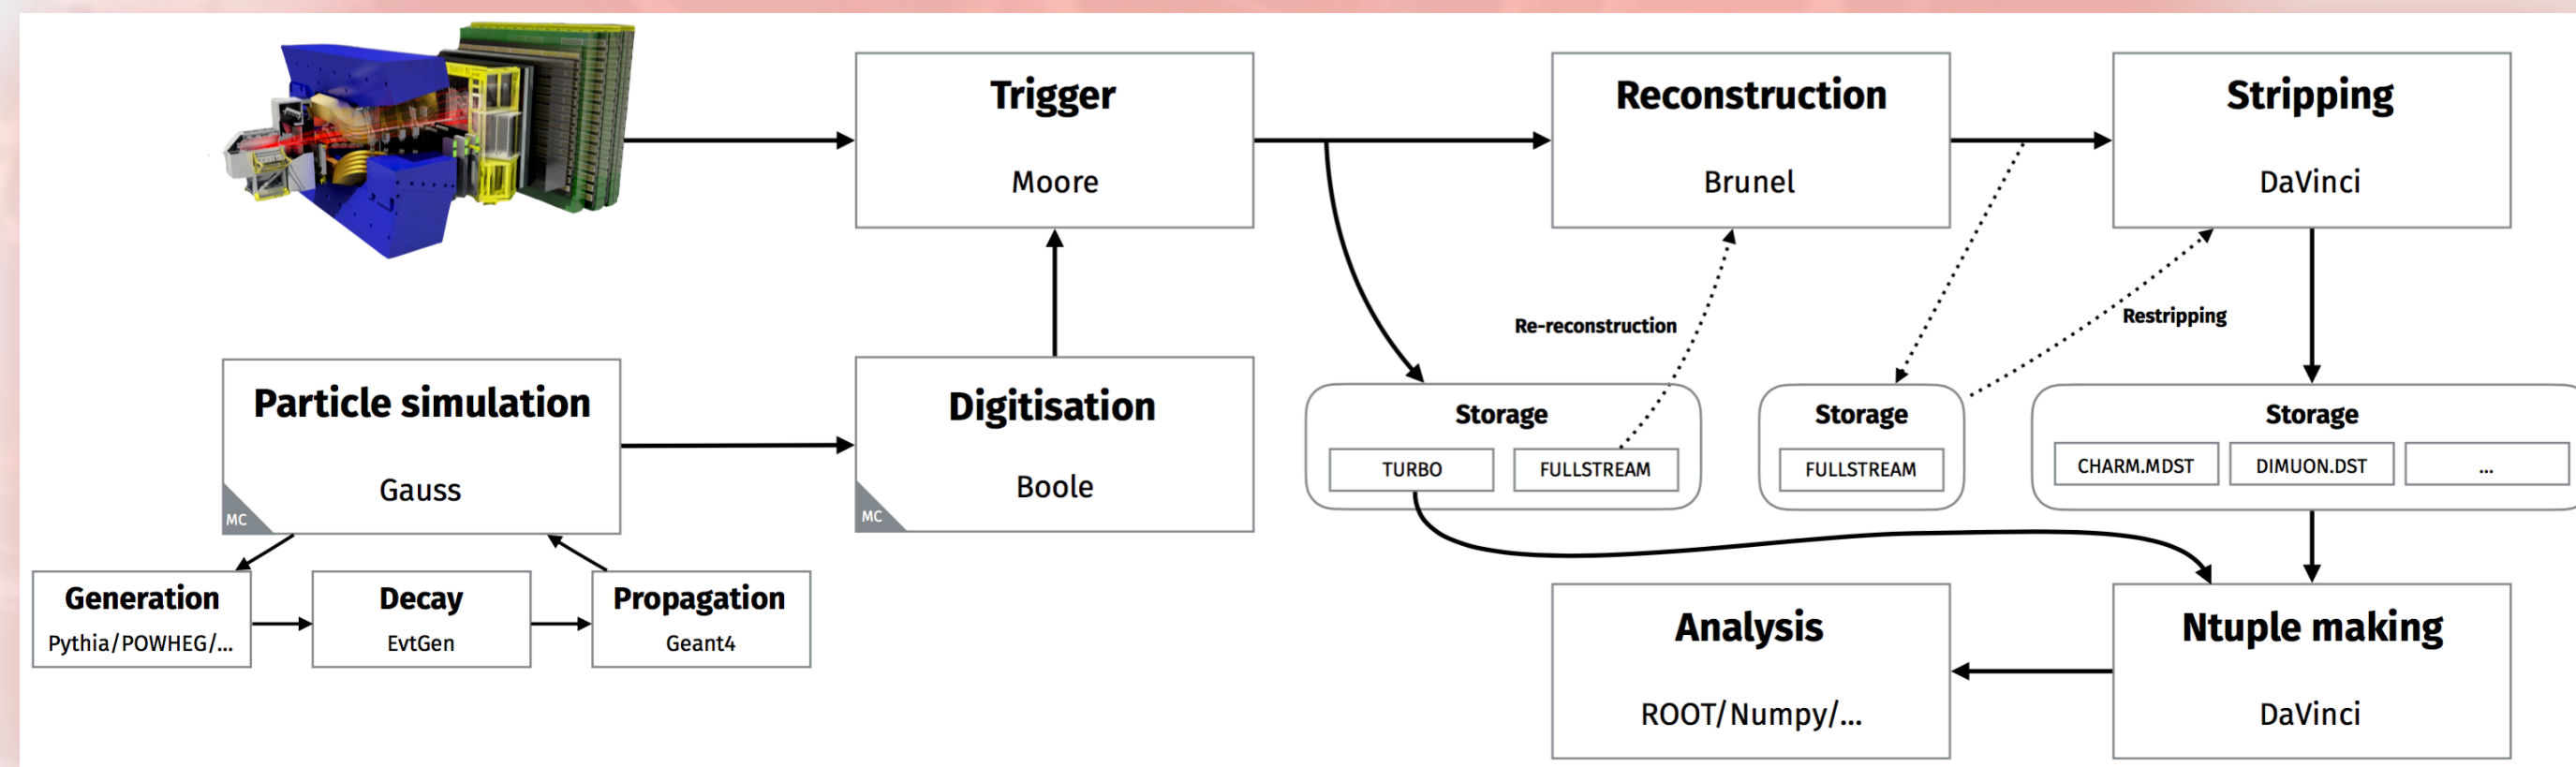 Trigger
Moore
Reconstruction
Brunel
Stripping
DaVinci
Re-reconstruction
Restripping
Particle simulation
Gauss
MC
Digitisation
Boole
MC
Storage
TURBO
FULLSTREAM
Storage
FULLSTREAM
Storage
CHARM.MDST
DIMUON.DST
...
Generation
Pythia/POWHEG/...
Decay
EvtGen
Propagation
Geant4
Analysis
ROOT/Numpy/...
Ntuple making
DaVinci